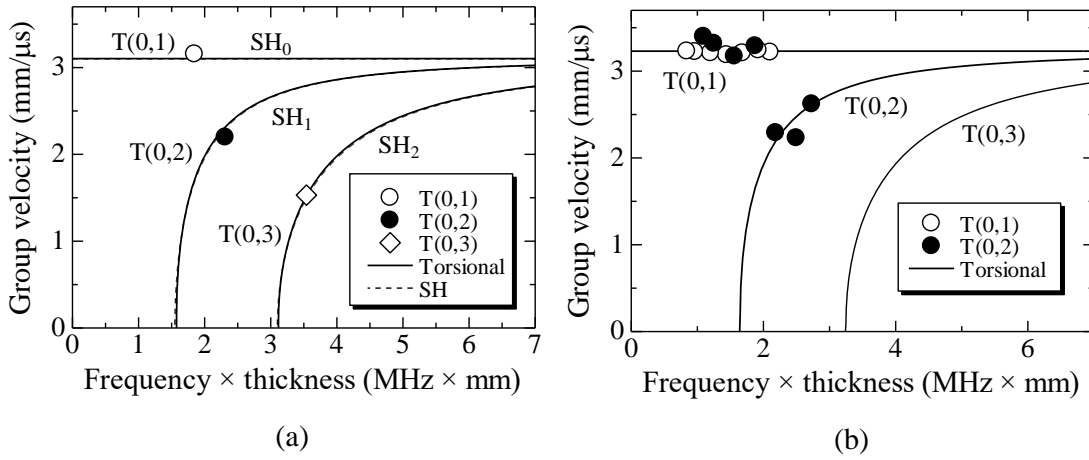 Group velocity (mm/μs)
3
2
1
0
T(0,1)
SH0
T(0,2)
SH1
SH2
T(0,3)
T(0,1)
T(0,2)
T(0,3)
Torsional
SH
0 1 2 3 4 5 6 7
Frequency × thickness (MHz × mm)
(a)
Group velocity (mm/μs)
3
2
1
0
T(0,1)
T(0,2)
T(0,3)
T(0,1)
T(0,2)
Torsional
0 2 4 6
Frequency × thickness (MHz × mm)
(b)